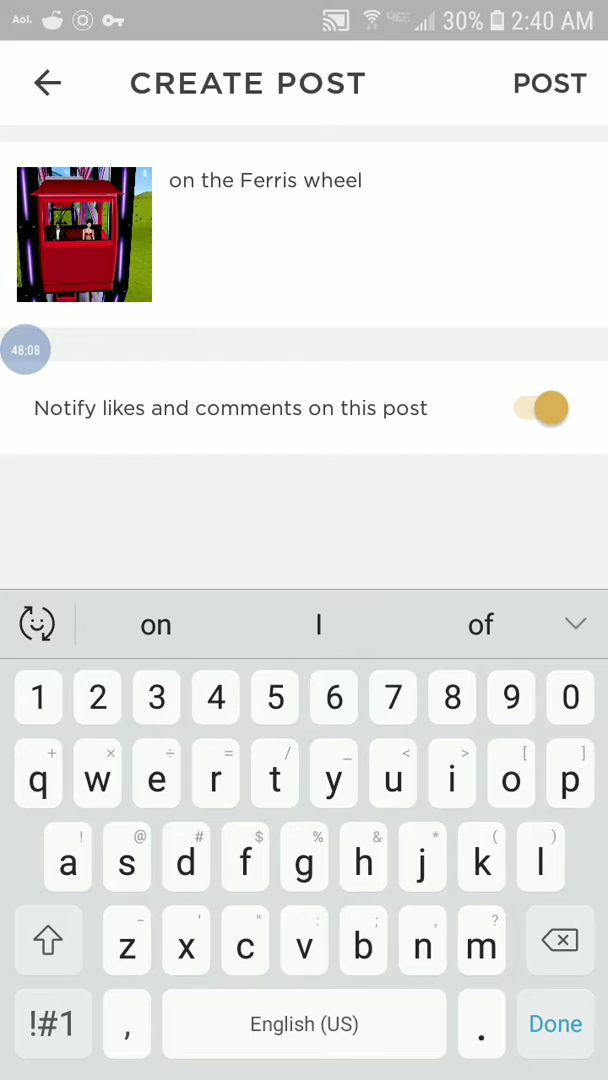 Aol. 30% 2:40 AM
CREATE POST POST
on the Ferris wheel
48:08
Notify likes and comments on this post
on I of
1 2 3 4 5 6 7 8 9 0
+ × ÷ = / _ < > [ ]
q w e r t y u i o p
! @ # $ % & * ( )
a s d f g h j k l
- ' " : ; , ?
z x c v b n m
!#1 , English (US) . Done